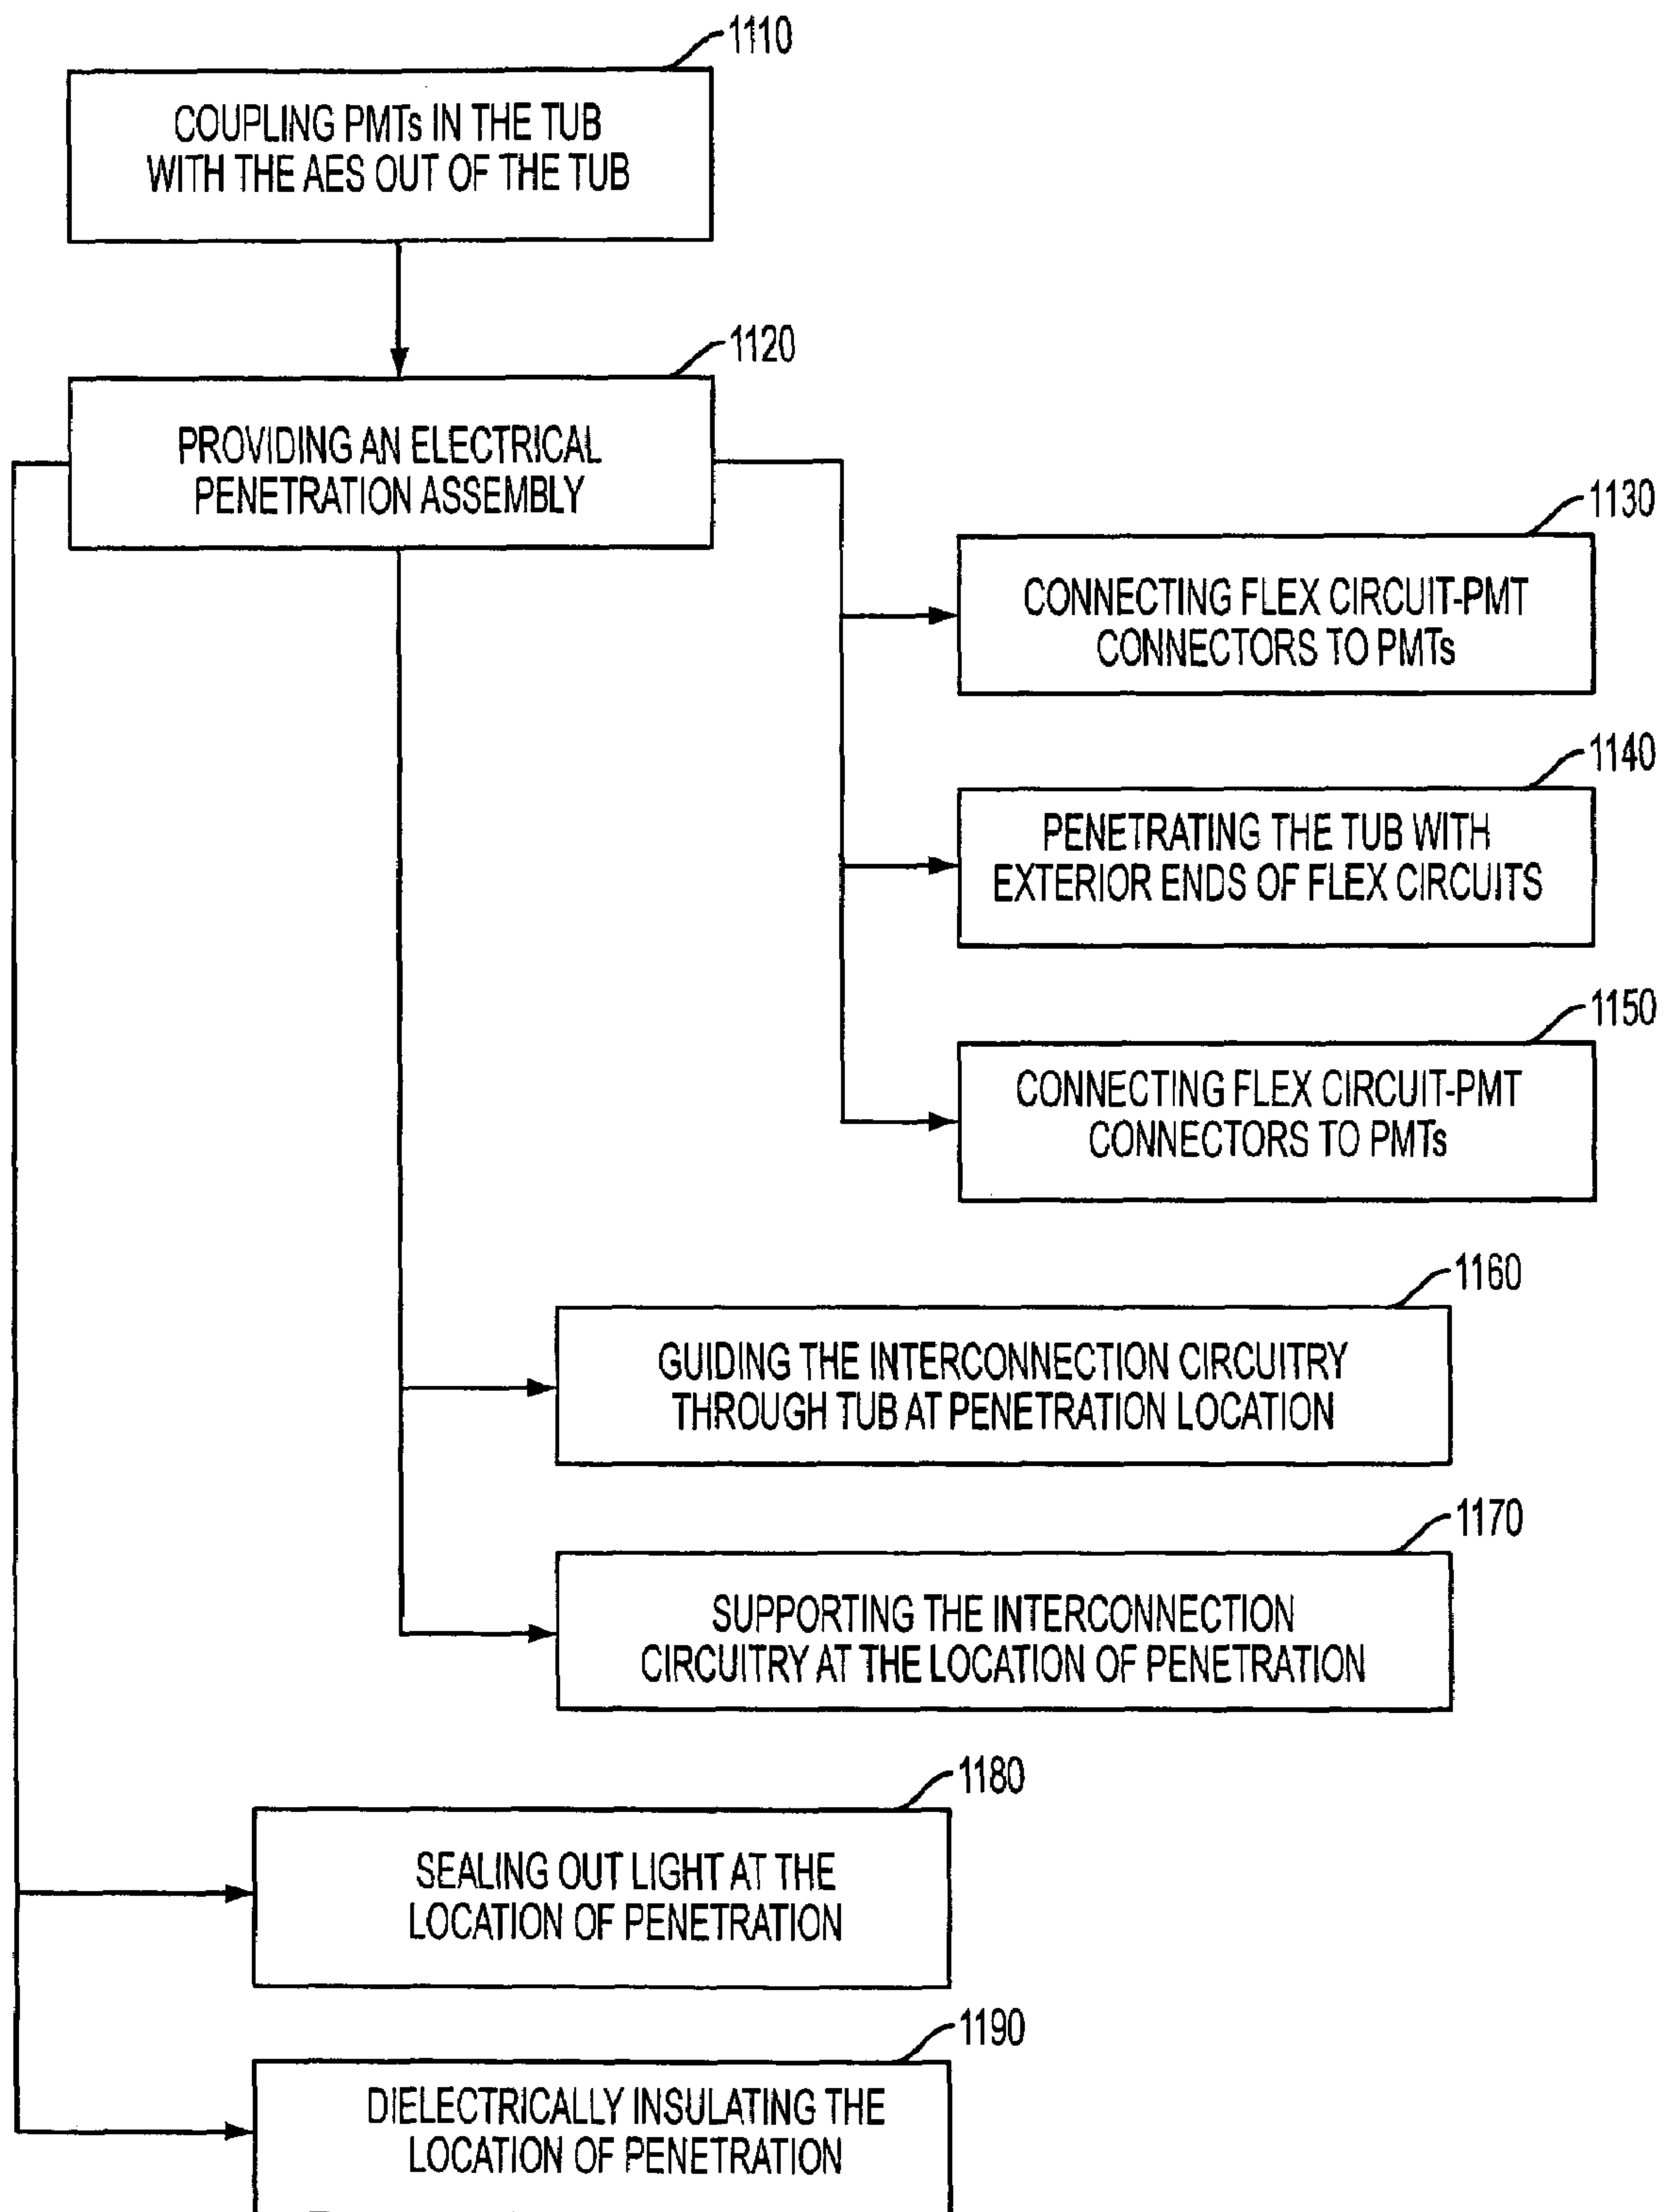 1110
COUPLING PMTs IN THE TUB
WITH THE AES OUT OF THE TUB
1120
PROVIDING AN ELECTRICAL
PENETRATION ASSEMBLY
1130
CONNECTING FLEX CIRCUIT-PMT
CONNECTORS TO PMTs
1140
PENETRATING THE TUB WITH
EXTERIOR ENDS OF FLEX CIRCUITS
1150
CONNECTING FLEX CIRCUIT-PMT
CONNECTORS TO PMTs
1160
GUIDING THE INTERCONNECTION CIRCUITRY
THROUGH TUB AT PENETRATION LOCATION
1170
SUPPORTING THE INTERCONNECTION
CIRCUITRY AT THE LOCATION OF PENETRATION
1180
SEALING OUT LIGHT AT THE
LOCATION OF PENETRATION
1190
DIELECTRICALLY INSULATING THE
LOCATION OF PENETRATION